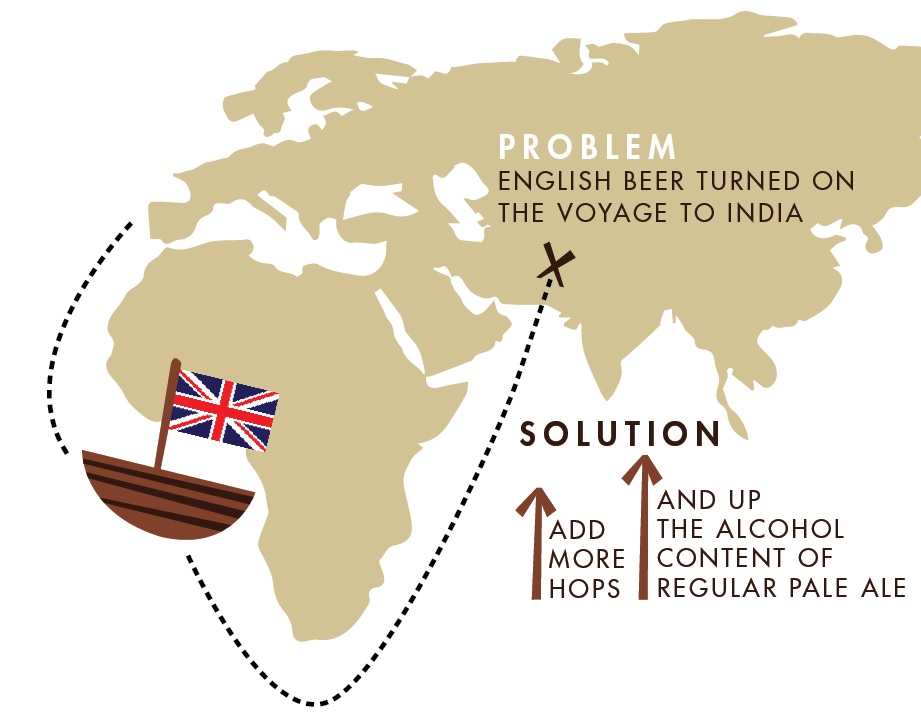 PROBLEM
ENGLISH BEER TURNED ON
THE VOYAGE TO INDIA
SOLUTION
ADD
MORE
HOPS
AND UP
THE ALCOHOL
CONTENT OF
REGULAR PALE ALE